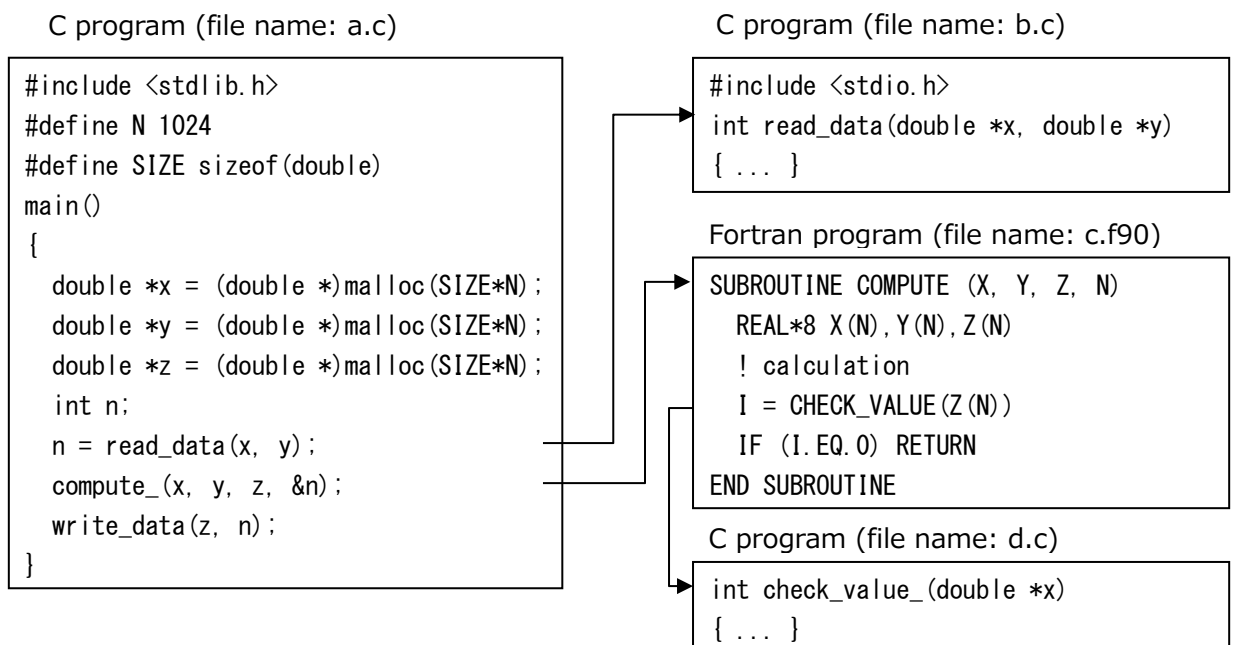 C program (file name: a.c)
#include <stdlib.h>
#define N 1024
#define SIZE sizeof(double)
main()
{
double *x = (double *)malloc(SIZE*N);
double *y = (double *)malloc(SIZE*N);
double *z = (double *)malloc(SIZE*N);
int n;
n = read_data(x, y);
compute_(x, y, z, &n);
write_data(z, n);
}
C program (file name: b.c)
#include <stdio.h>
int read_data(double *x, double *y)
{ ... }
Fortran program (file name: c.f90)
SUBROUTINE COMPUTE (X, Y, Z, N)
REAL*8 X(N),Y(N),Z(N)
! calculation
I = CHECK_VALUE(Z(N))
IF (I.EQ.0) RETURN
END SUBROUTINE
C program (file name: d.c)
int check_value_(double *x)
{ ... }